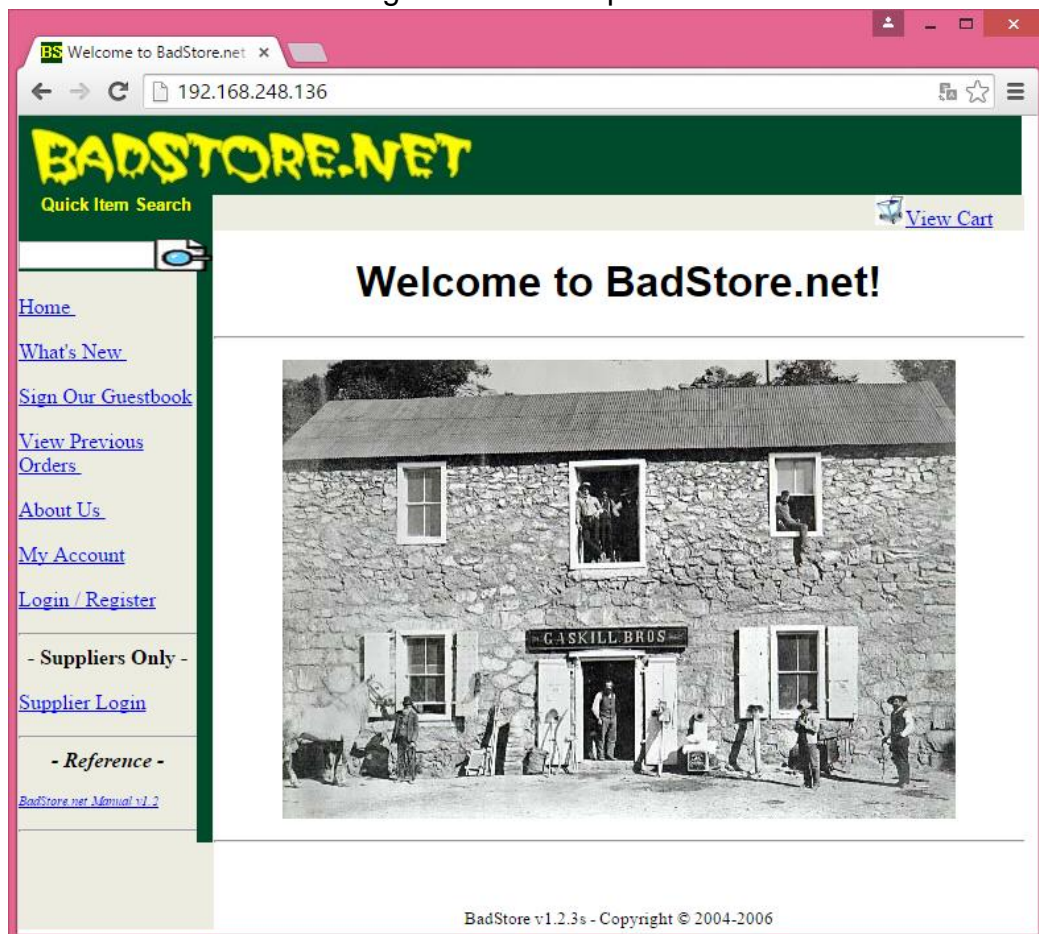 BS Welcome to BadStore.net
192.168.248.136
BADSTORE.NET
Quick Item Search
View Cart
Welcome to BadStore.net!
Home
What's New
Sign Our Guestbook
View Previous
Orders
About Us
My Account
Login / Register
- Suppliers Only -
Supplier Login
- Reference -
BadStore.net Manual v1.2
GASKILL BROS
BadStore v1.2.3s - Copyright © 2004-2006